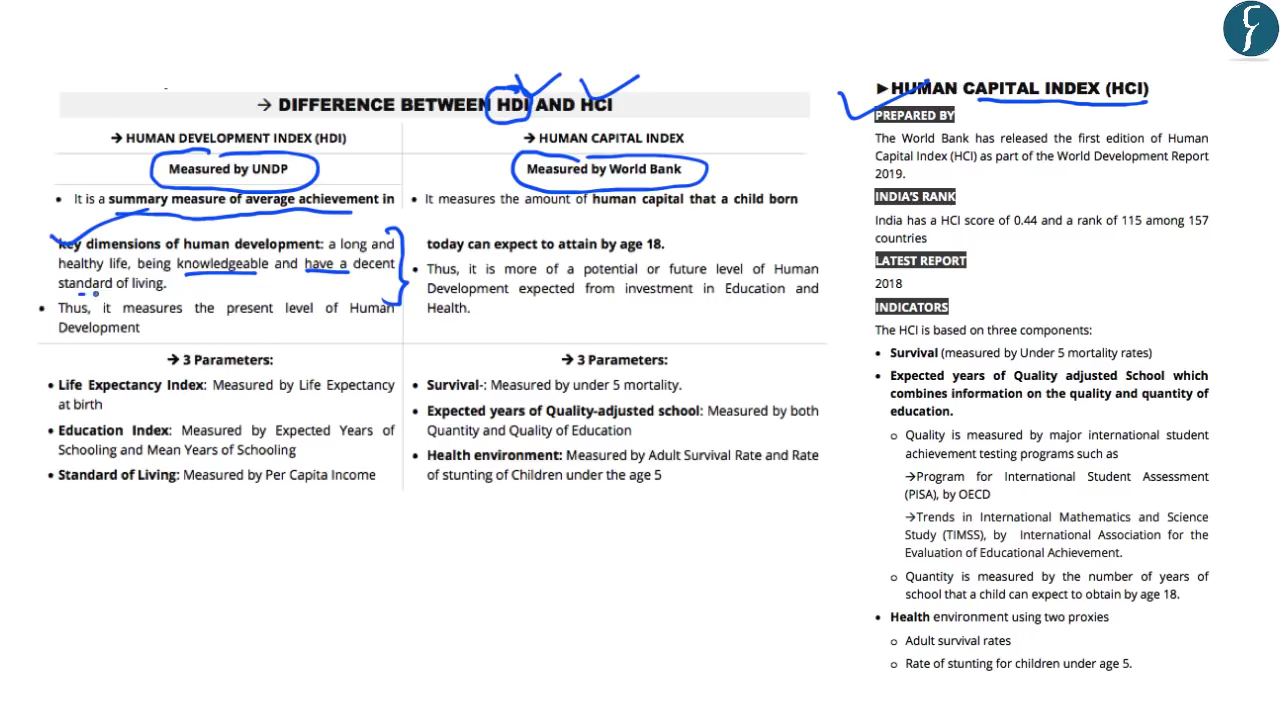 → DIFFERENCE BETWEEN HDI AND HCI
→ HUMAN DEVELOPMENT INDEX (HDI)
Measured by UNDP
• It is a summary measure of average achievement in
key dimensions of human development: a long and
healthy life, being knowledgeable and have a decent
standard of living.
• Thus, it measures the present level of Human
Development
→ 3 Parameters:
• Life Expectancy Index: Measured by Life Expectancy
at birth
• Education Index: Measured by Expected Years of
Schooling and Mean Years of Schooling
• Standard of Living: Measured by Per Capita Income
→ HUMAN CAPITAL INDEX
Measured by World Bank
• It measures the amount of human capital that a child born
today can expect to attain by age 18.
• Thus, it is more of a potential or future level of Human
Development expected from investment in Education and
Health.
→ 3 Parameters:
• Survival-: Measured by under 5 mortality.
• Expected years of Quality-adjusted school: Measured by both
Quantity and Quality of Education
• Health environment: Measured by Adult Survival Rate and Rate
of stunting of Children under the age 5
►HUMAN CAPITAL INDEX (HCI)
PREPARED BY
The World Bank has released the first edition of Human
Capital Index (HCI) as part of the World Development Report
2019.
INDIA'S RANK
India has a HCI score of 0.44 and a rank of 115 among 157
countries
LATEST REPORT
2018
INDICATORS
The HCI is based on three components:
• Survival (measured by Under 5 mortality rates)
• Expected years of Quality adjusted School which
combines information on the quality and quantity of
education.
o Quality is measured by major international student
achievement testing programs such as
→Program for International Student Assessment
(PISA), by OECD
→Trends in International Mathematics and Science
Study (TIMSS), by International Association for the
Evaluation of Educational Achievement.
o Quantity is measured by the number of years of
school that a child can expect to obtain by age 18.
• Health environment using two proxies
o Adult survival rates
o Rate of stunting for children under age 5.